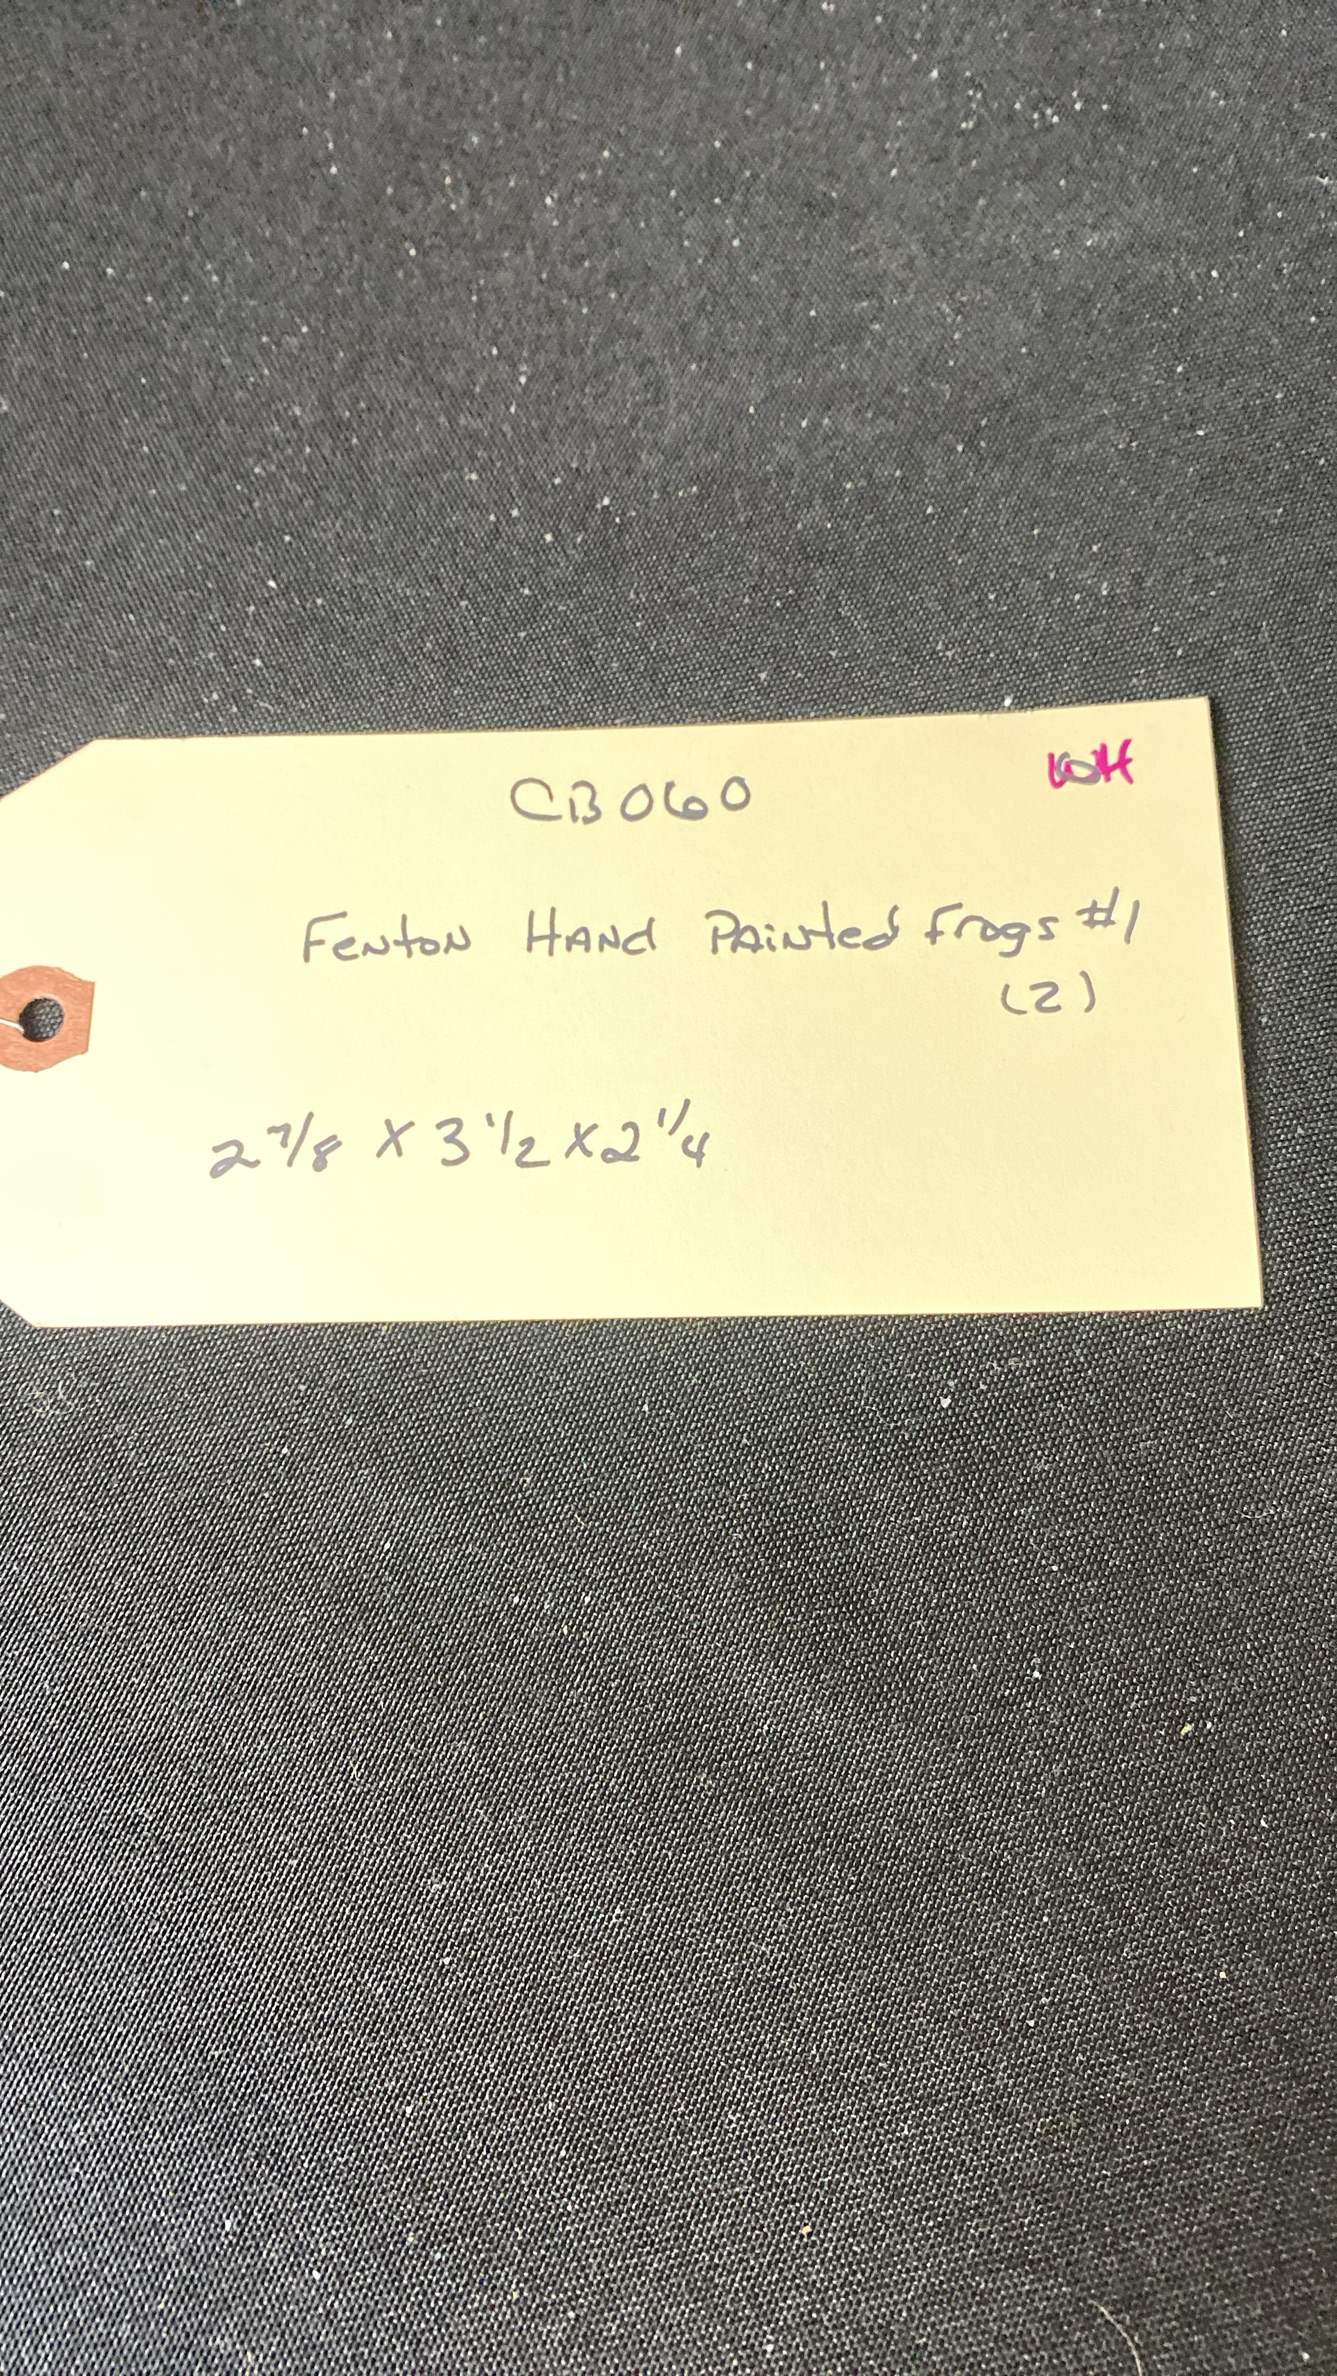 CB060
WH
Fenton Hand Painted Frogs #1
(2)
2 7/8 x 3 1/2 x 2 1/4